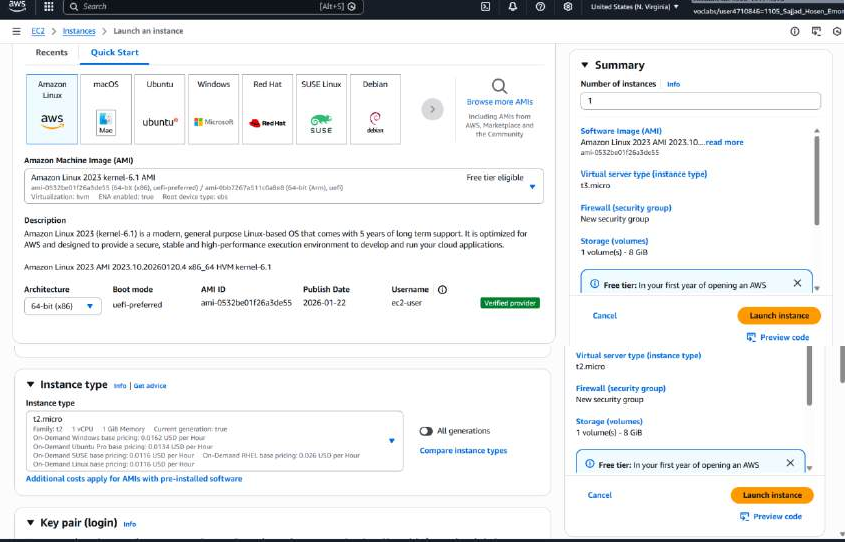 aws
Search
[Alt+S]
United States (N. Virginia)
voclabs/user4710846=1105_Sajjad_Hosen_Emon
EC2 > Instances > Launch an instance
Recents
Quick Start
Amazon Linux
macOS
Ubuntu
Windows
Red Hat
SUSE Linux
Debian
aws
Mac
ubuntu
Microsoft
Red Hat
SUSE
debian
Browse more AMIs
Including AMIs from
AWS, Marketplace and
the Community
Amazon Machine Image (AMI)
Amazon Linux 2023 kernel-6.1 AMI
Free tier eligible
ami-0532be01f26a3de55 (64-bit (x86), uefi-preferred) / ami-0bb7267a511c0a8e8 (64-bit (Arm), uefi)
Virtualization: hvm ENA enabled: true Root device type: ebs
Description
Amazon Linux 2023 (kernel-6.1) is a modern, general purpose Linux-based OS that comes with 5 years of long term support. It is optimized for
AWS and designed to provide a secure, stable and high-performance execution environment to develop and run your cloud applications.
Amazon Linux 2023 AMI 2023.10.20260120.4 x86_64 HVM kernel-6.1
Architecture
Boot mode
AMI ID
Publish Date
Username
64-bit (x86)
uefi-preferred
ami-0532be01f26a3de55
2026-01-22
ec2-user
Verified provider
Summary
Number of instances Info
1
Software Image (AMI)
Amazon Linux 2023 AMI 2023.10....read more
ami-0532be01f26a3de55
Virtual server type (instance type)
t3.micro
Firewall (security group)
New security group
Storage (volumes)
1 volume(s) - 8 GiB
Free tier: In your first year of opening an AWS
Cancel
Launch instance
Preview code
Instance type Info | Get advice
Instance type
t2.micro
Family: t2 1 vCPU 1 GiB Memory Current generation: true
On-Demand Windows base pricing: 0.0162 USD per Hour
On-Demand Ubuntu Pro base pricing: 0.0134 USD per Hour
On-Demand SUSE base pricing: 0.0116 USD per Hour On-Demand RHEL base pricing: 0.026 USD per Hour
On-Demand Linux base pricing: 0.0116 USD per Hour
All generations
Compare instance types
Additional costs apply for AMIs with pre-installed software
Key pair (login) Info
Virtual server type (instance type)
t2.micro
Firewall (security group)
New security group
Storage (volumes)
1 volume(s) - 8 GiB
Free tier: In your first year of opening an AWS
Cancel
Launch instance
Preview code